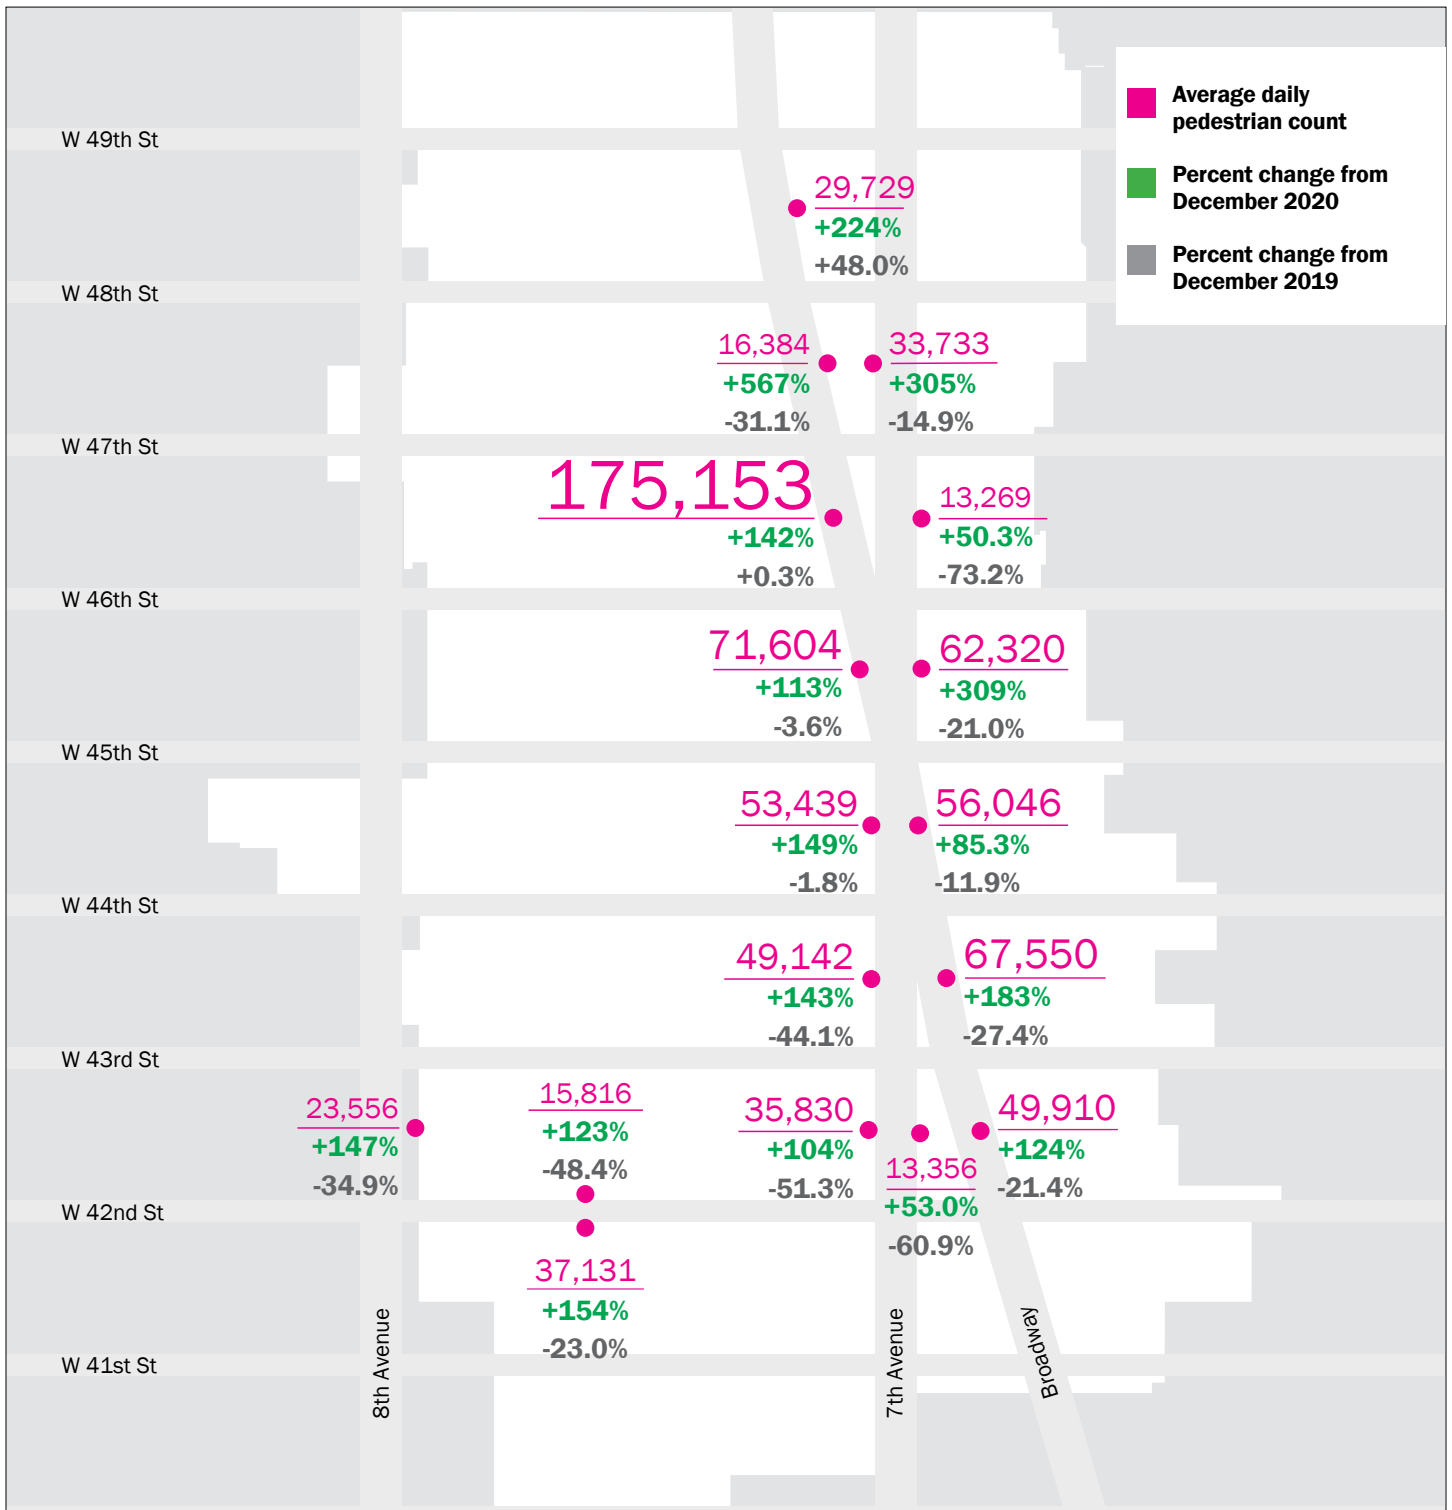 Average daily
pedestrian count
Percent change from
December 2020
Percent change from
December 2019
W 49th St
29,729
+224%
+48.0%
W 48th St
16,384
+567%
-31.1%
33,733
+305%
-14.9%
W 47th St
175,153
+142%
+0.3%
13,269
+50.3%
-73.2%
W 46th St
71,604
+113%
-3.6%
62,320
+309%
-21.0%
W 45th St
53,439
+149%
-1.8%
56,046
+85.3%
-11.9%
W 44th St
49,142
+143%
-44.1%
67,550
+183%
-27.4%
W 43rd St
23,556
+147%
-34.9%
15,816
+123%
-48.4%
35,830
+104%
-51.3%
13,356
+53.0%
-60.9%
49,910
+124%
-21.4%
W 42nd St
37,131
+154%
-23.0%
W 41st St
8th Avenue
7th Avenue
Broadway